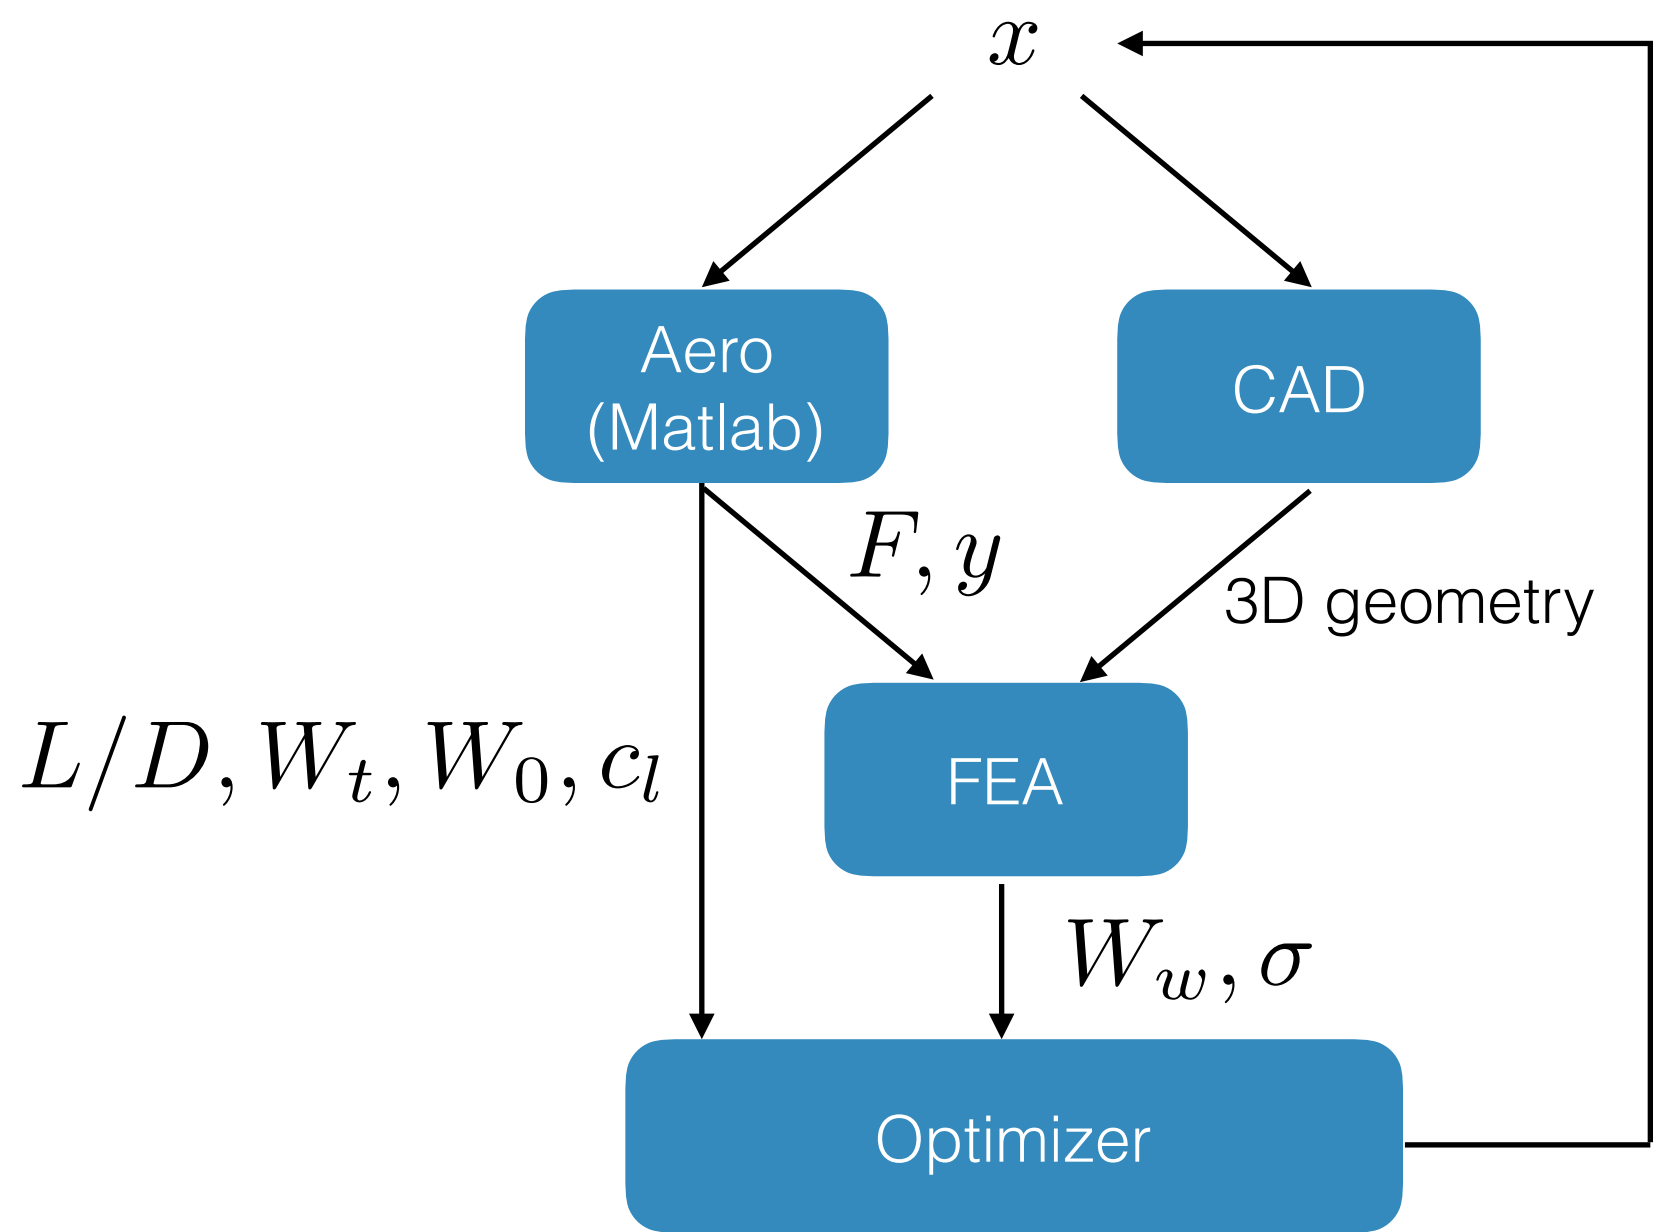 x
Aero
(Matlab)
CAD
F, y
3D geometry
L/D, W_t, W_0, c_l
FEA
W_w, σ
Optimizer